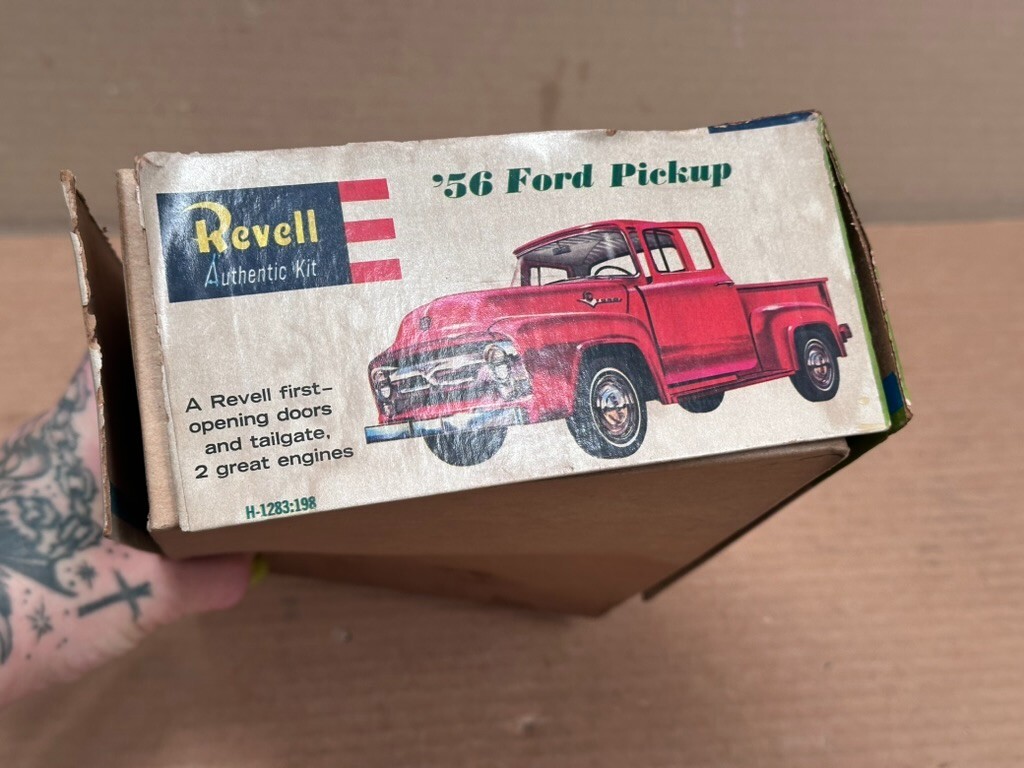 Revell
Authentic Kit
'56 Ford Pickup
A Revell first–
opening doors
and tailgate,
2 great engines
H-1283:198